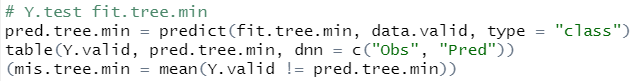 # Y.test fit.tree.min
pred.tree.min = predict(fit.tree.min, data.valid, type = "class")
table(Y.valid, pred.tree.min, dnn = c("Obs", "Pred"))
(mis.tree.min = mean(Y.valid != pred.tree.min))